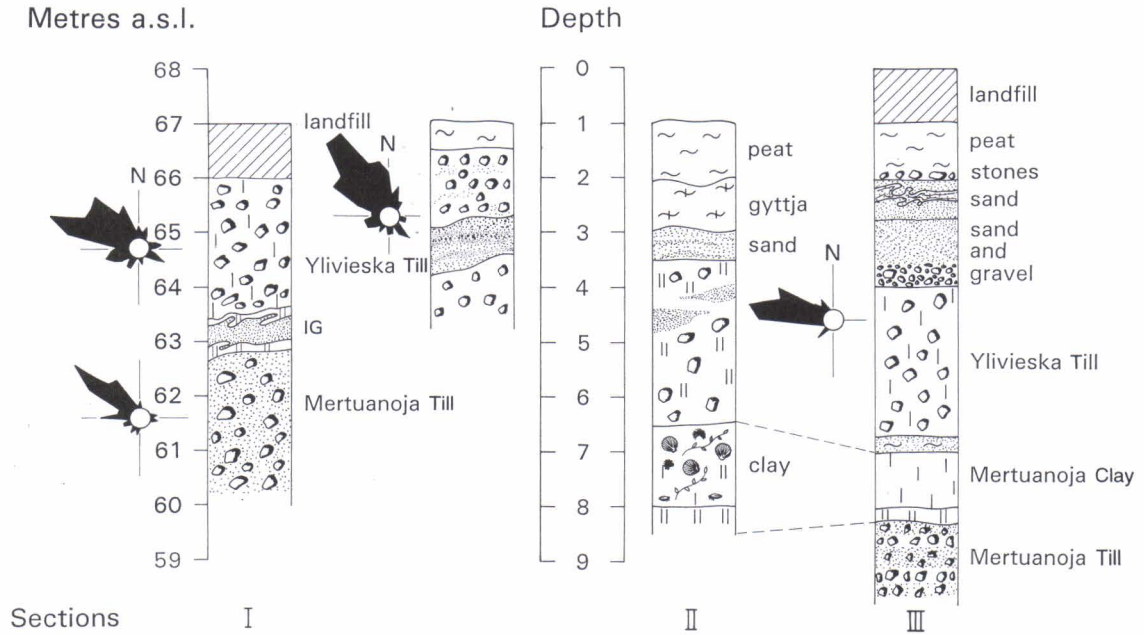 Metres a.s.l.
Depth
68
67
66
65
64
63
62
61
60
59
N
N
landfill
N
Ylivieska Till
IG
Mertuanoja Till
0
1
2
3
4
5
6
7
8
9
peat
gyttja
sand
clay
N
landfill
peat
stones
sand
sand
and
gravel
Ylivieska Till
Mertuanoja Clay
Mertuanoja Till
Sections
I
II
III